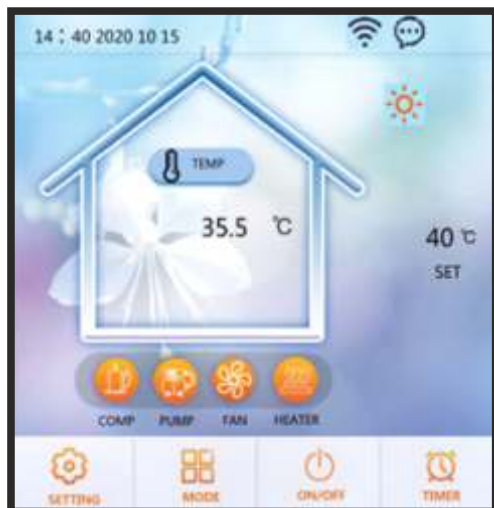 14 : 40 2020 10 15
TEMP
35.5 ℃
40 ℃
SET
COMP PUMP FAN HEATER
SETTING MODE ON/OFF TIMER